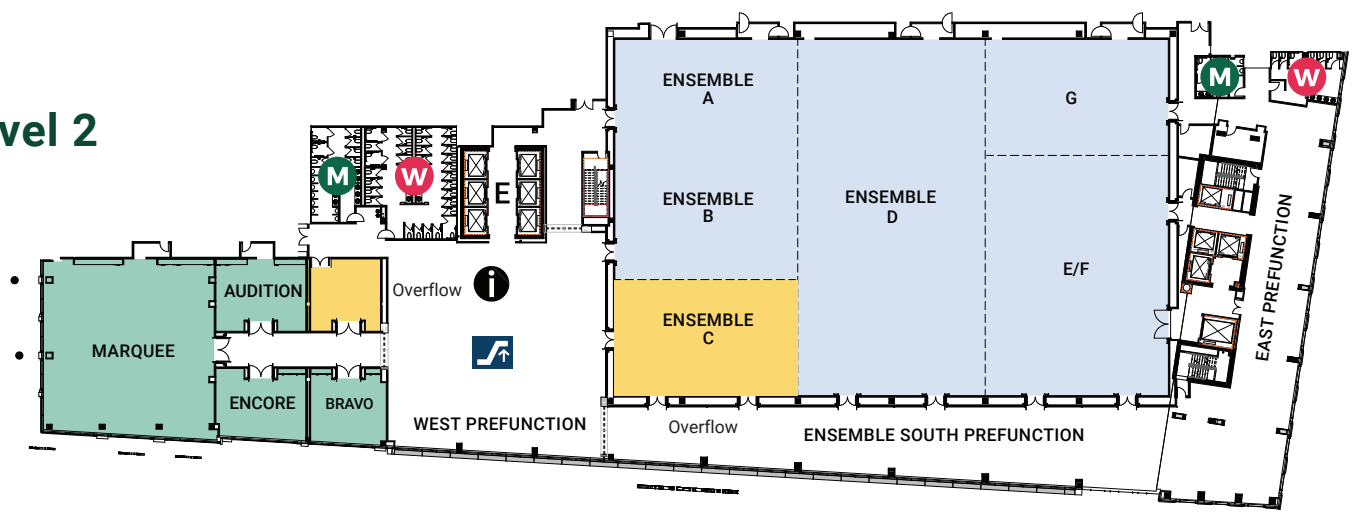 vel 2
M
W
E
ENSEMBLE
A
G
M
W
ENSEMBLE
B
ENSEMBLE
D
E/F
EAST PREFUNCTION
AUDITION
Overflow
i
MARQUEE
ENSEMBLE
C
ENCORE
BRAVO
WEST PREFUNCTION
Overflow
ENSEMBLE SOUTH PREFUNCTION